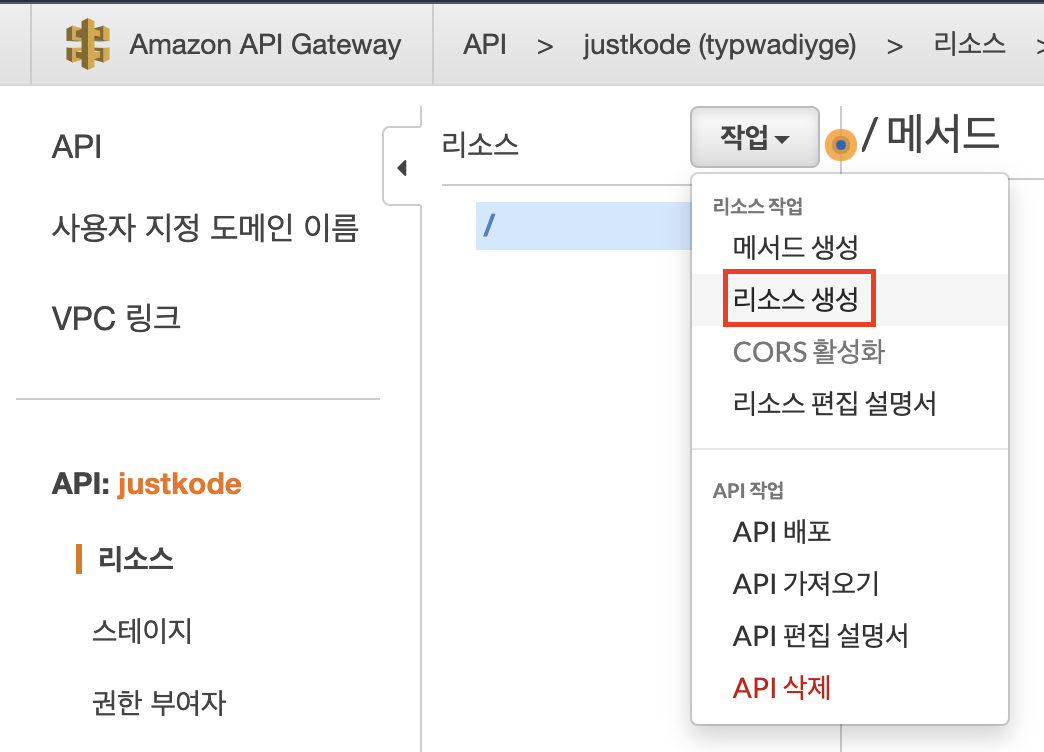 Amazon API Gateway API > justkode (typwadiyge) > 리소스 >
API
사용자 지정 도메인 이름
VPC 링크
API: justkode
리소스
스테이지
권한 부여자
리소스
작업
/ 메서드
/
리소스 작업
메서드 생성
리소스 생성
CORS 활성화
리소스 편집 설명서
API 작업
API 배포
API 가져오기
API 편집 설명서
API 삭제